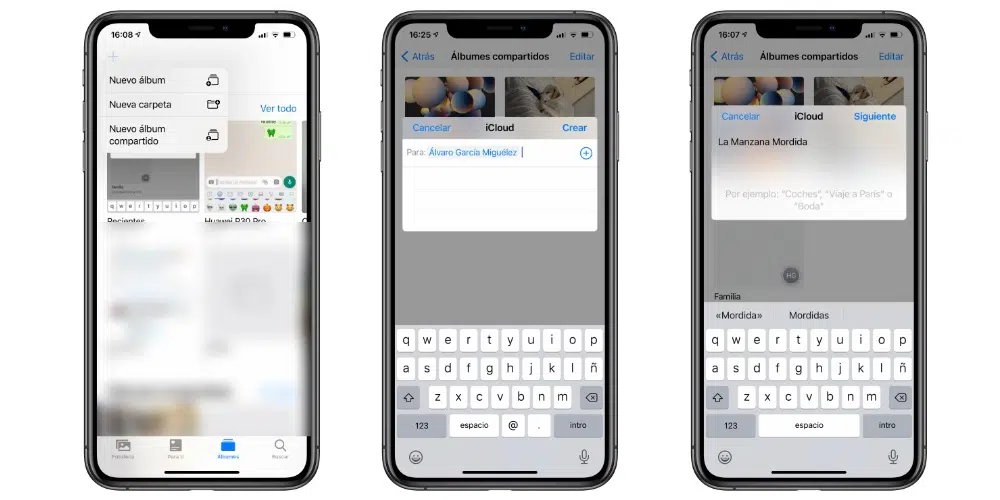 16:08
Nuevo álbum
Nueva carpeta
Nuevo álbum
compartido
Ver todo
q w e r t y u i o p
Recientes
Huawei P30 Pro
Álbumes
Buscar
16:25
Atrás Álbumes compartidos Editar
Cancelar iCloud Crear
Para: Álvaro García Miguélez
q w e r t y u i o p
a s d f g h j k l ñ
z x c v b n m
123 espacio @ . intro
16:07
Atrás Álbumes compartidos Editar
Cancelar iCloud Siguiente
La Manzana Mordida
Por ejemplo: "Coches", "Viaje a París" o
"Boda"
HG
Familia
«Mordida» Mordidas
q w e r t y u i o p
a s d f g h j k l ñ
z x c v b n m
123 espacio intro